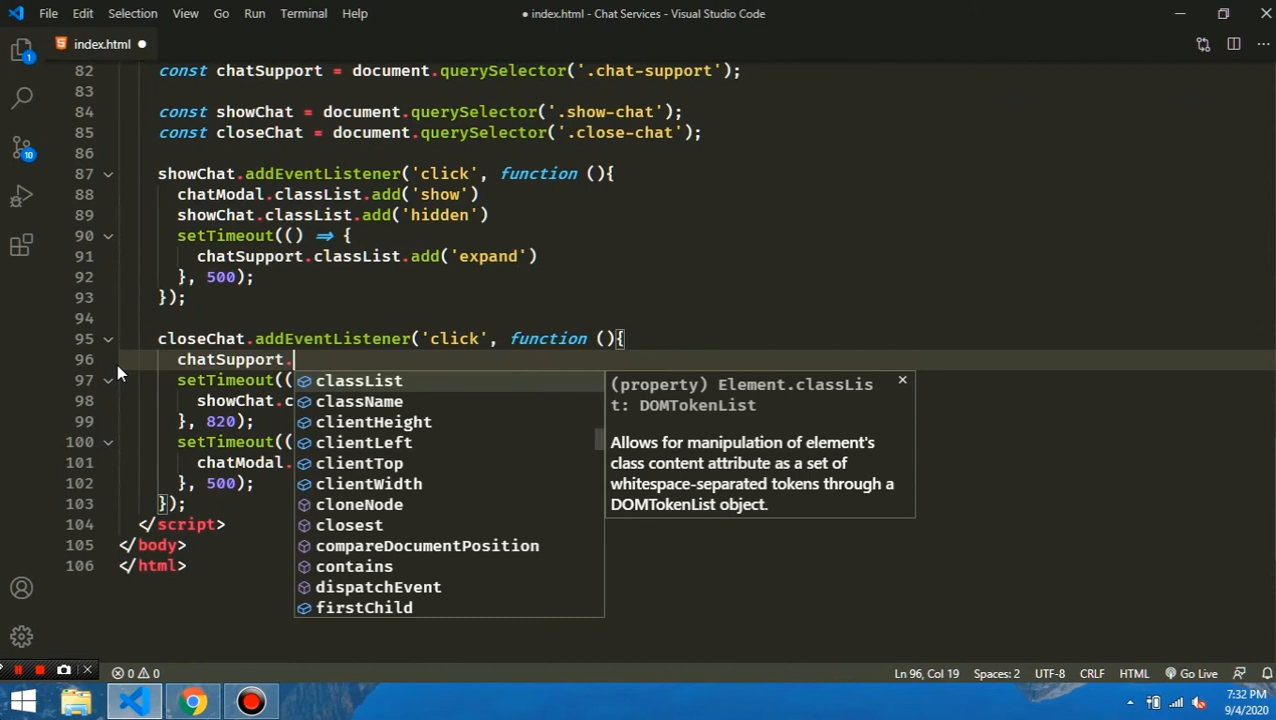 File Edit Selection View Go Run Terminal Help ● index.html - Chat Services - Visual Studio Code
index.html ●
82 const chatSupport = document.querySelector('.chat-support');
83
84 const showChat = document.querySelector('.show-chat');
85 const closeChat = document.querySelector('.close-chat');
86
87 showChat.addEventListener('click', function (){
88 chatModal.classList.add('show')
89 showChat.classList.add('hidden')
90 setTimeout(() => {
91 chatSupport.classList.add('expand')
92 }, 500);
93 });
94
95 closeChat.addEventListener('click', function (){
96 chatSupport.
97 setTimeout((
98 showChat.c
99 }, 820);
100 setTimeout((
101 chatModal.
102 }, 500);
103 });
104 </script>
105 </body>
106 </html>
classList
className
clientHeight
clientLeft
clientTop
clientWidth
cloneNode
closest
compareDocumentPosition
contains
dispatchEvent
firstChild
(property) Element.classLis
t: DOMTokenList
Allows for manipulation of element's
class content attribute as a set of
whitespace-separated tokens through a
DOMTokenList object.
1
10
0 0 Ln 96, Col 19 Spaces: 2 UTF-8 CRLF HTML Go Live
7:32 PM
9/4/2020